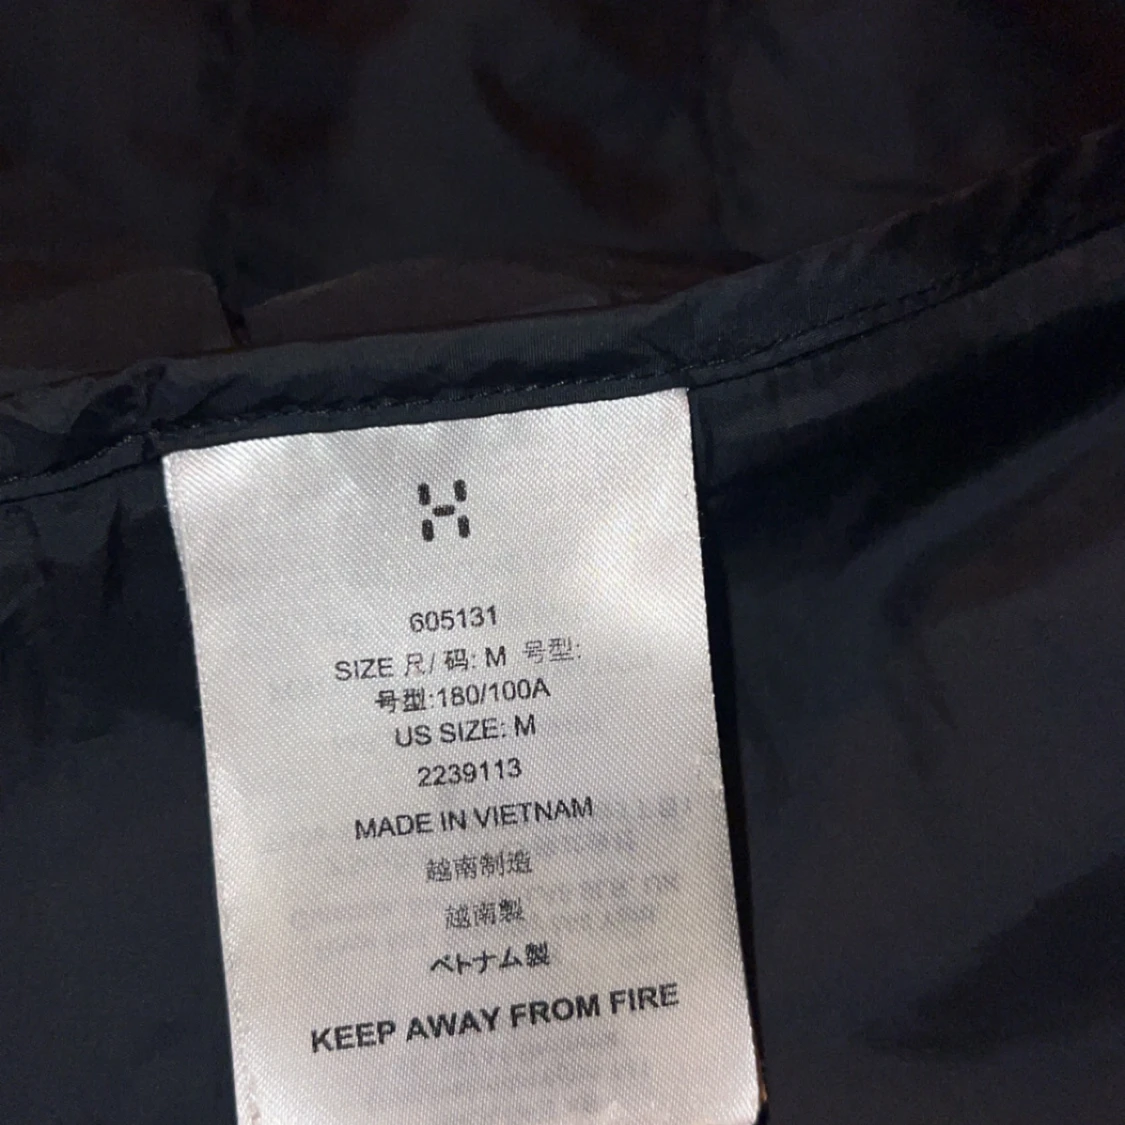 605131
SIZE 尺/ 码: M 号型:
号型:180/100A
US SIZE: M
2239113
MADE IN VIETNAM
越南制造
越南製
ベトナム製
KEEP AWAY FROM FIRE